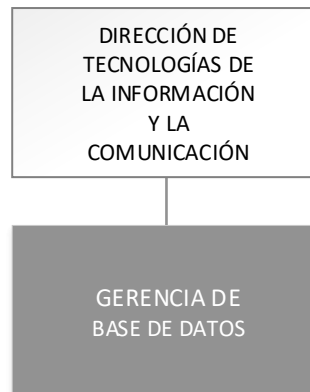 DIRECCIÓN DE
TECNOLOGÍAS DE
LA INFORMACIÓN
Y LA
COMUNICACIÓN
GERENCIA DE
BASE DE DATOS